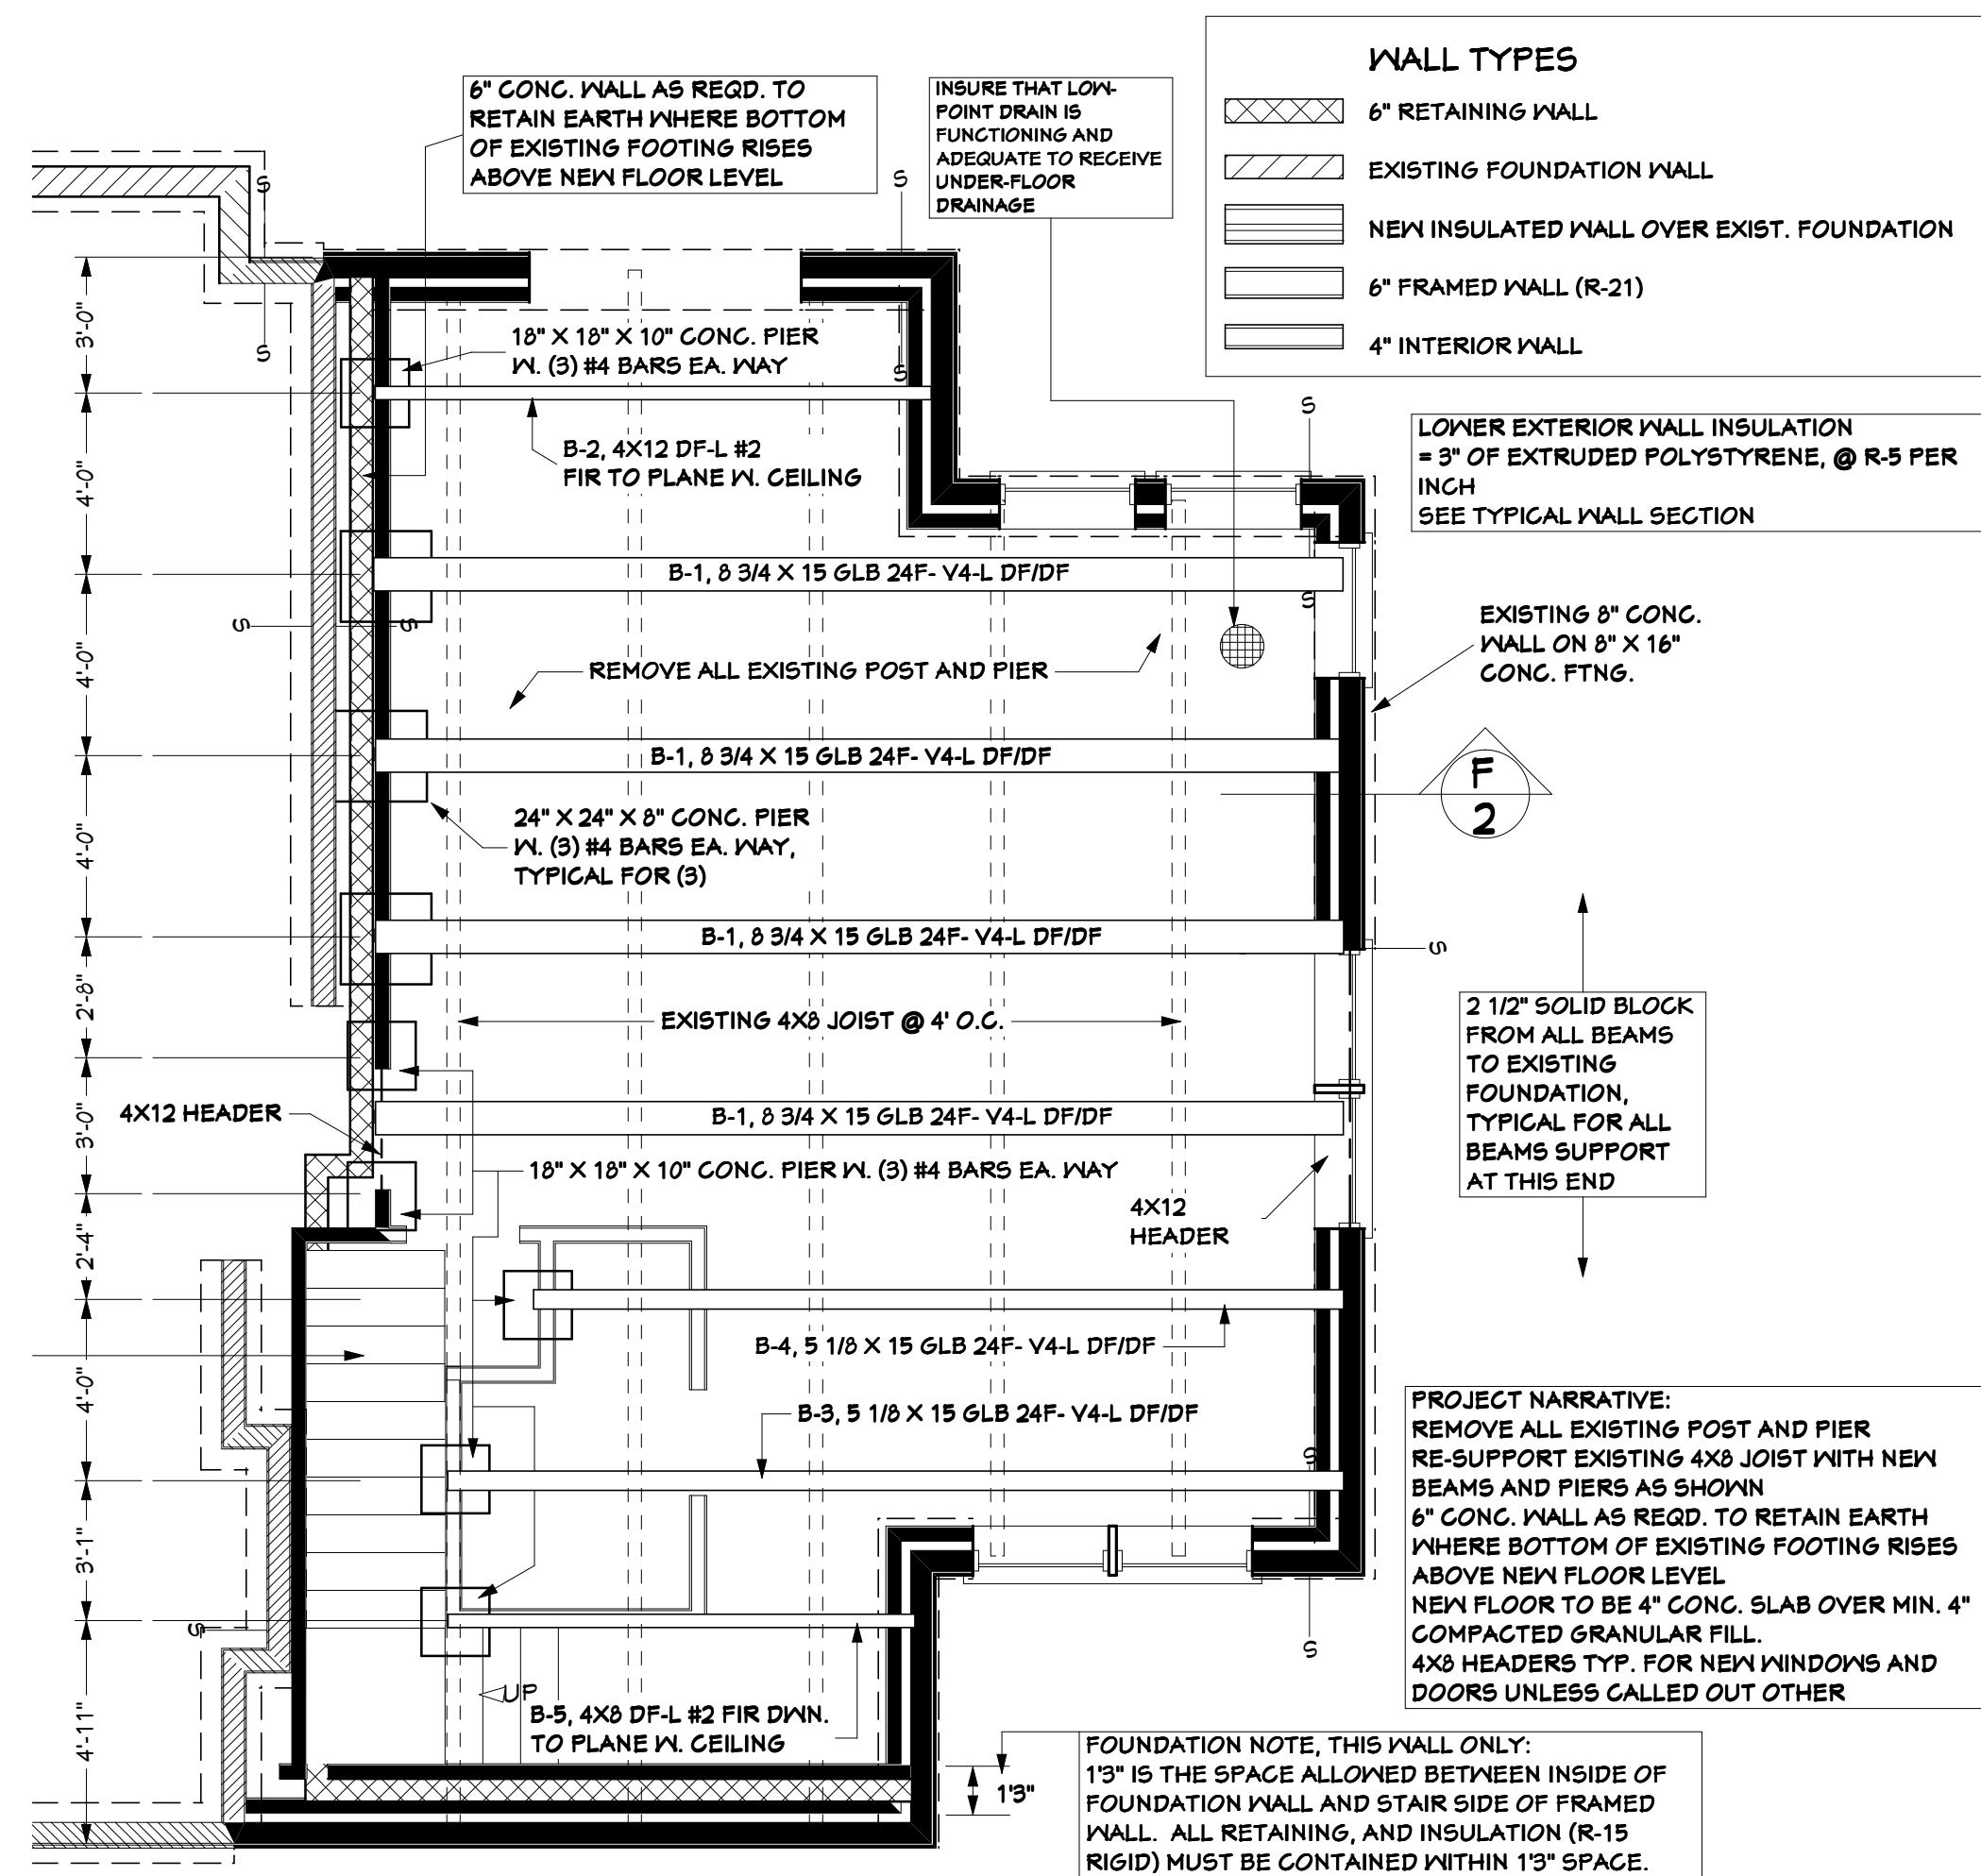 WALL TYPES
6" RETAINING WALL
EXISTING FOUNDATION WALL
NEW INSULATED WALL OVER EXIST. FOUNDATION
6" FRAMED WALL (R-21)
4" INTERIOR WALL
6" CONC. WALL AS REQD. TO
RETAIN EARTH WHERE BOTTOM
OF EXISTING FOOTING RISES
ABOVE NEW FLOOR LEVEL
INSURE THAT LOW-
POINT DRAIN IS
FUNCTIONING AND
ADEQUATE TO RECEIVE
UNDER-FLOOR
DRAINAGE
S
S
S
S
18" X 18" X 10" CONC. PIER
W. (3) #4 BARS EA. WAY
B-2, 4X12 DF-L #2
FIR TO PLANE W. CEILING
S
LOWER EXTERIOR WALL INSULATION
= 3" OF EXTRUDED POLYSTYRENE, @ R-5 PER
INCH
SEE TYPICAL WALL SECTION
B-1, 8 3/4 X 15 GLB 24F- V4-L DF/DF
S
S
S
REMOVE ALL EXISTING POST AND PIER
EXISTING 8" CONC.
WALL ON 8" X 16"
CONC. FTNG.
B-1, 8 3/4 X 15 GLB 24F- V4-L DF/DF
F
2
24" X 24" X 8" CONC. PIER
W. (3) #4 BARS EA. WAY,
TYPICAL FOR (3)
B-1, 8 3/4 X 15 GLB 24F- V4-L DF/DF
S
EXISTING 4X8 JOIST @ 4' O.C.
2 1/2" SOLID BLOCK
FROM ALL BEAMS
TO EXISTING
FOUNDATION,
TYPICAL FOR ALL
BEAMS SUPPORT
AT THIS END
4X12 HEADER
B-1, 8 3/4 X 15 GLB 24F- V4-L DF/DF
18" X 18" X 10" CONC. PIER W. (3) #4 BARS EA. WAY
4X12
HEADER
B-4, 5 1/8 X 15 GLB 24F- V4-L DF/DF
B-3, 5 1/8 X 15 GLB 24F- V4-L DF/DF
S
S
S
PROJECT NARRATIVE:
REMOVE ALL EXISTING POST AND PIER
RE-SUPPORT EXISTING 4X8 JOIST WITH NEW
BEAMS AND PIERS AS SHOWN
6" CONC. WALL AS REQD. TO RETAIN EARTH
WHERE BOTTOM OF EXISTING FOOTING RISES
ABOVE NEW FLOOR LEVEL
NEW FLOOR TO BE 4" CONC. SLAB OVER MIN. 4"
COMPACTED GRANULAR FILL.
4X8 HEADERS TYP. FOR NEW WINDOWS AND
DOORS UNLESS CALLED OUT OTHER
UP
B-5, 4X8 DF-L #2 FIR DWN.
TO PLANE W. CEILING
1'3"
FOUNDATION NOTE, THIS WALL ONLY:
1'3" IS THE SPACE ALLOWED BETWEEN INSIDE OF
FOUNDATION WALL AND STAIR SIDE OF FRAMED
WALL. ALL RETAINING, AND INSULATION (R-15
RIGID) MUST BE CONTAINED WITHIN 1'3" SPACE.
3'-0"
4'-0"
4'-0"
4'-0"
2'-8"
3'-0"
2'-4"
4'-0"
3'-1"
4'-11"